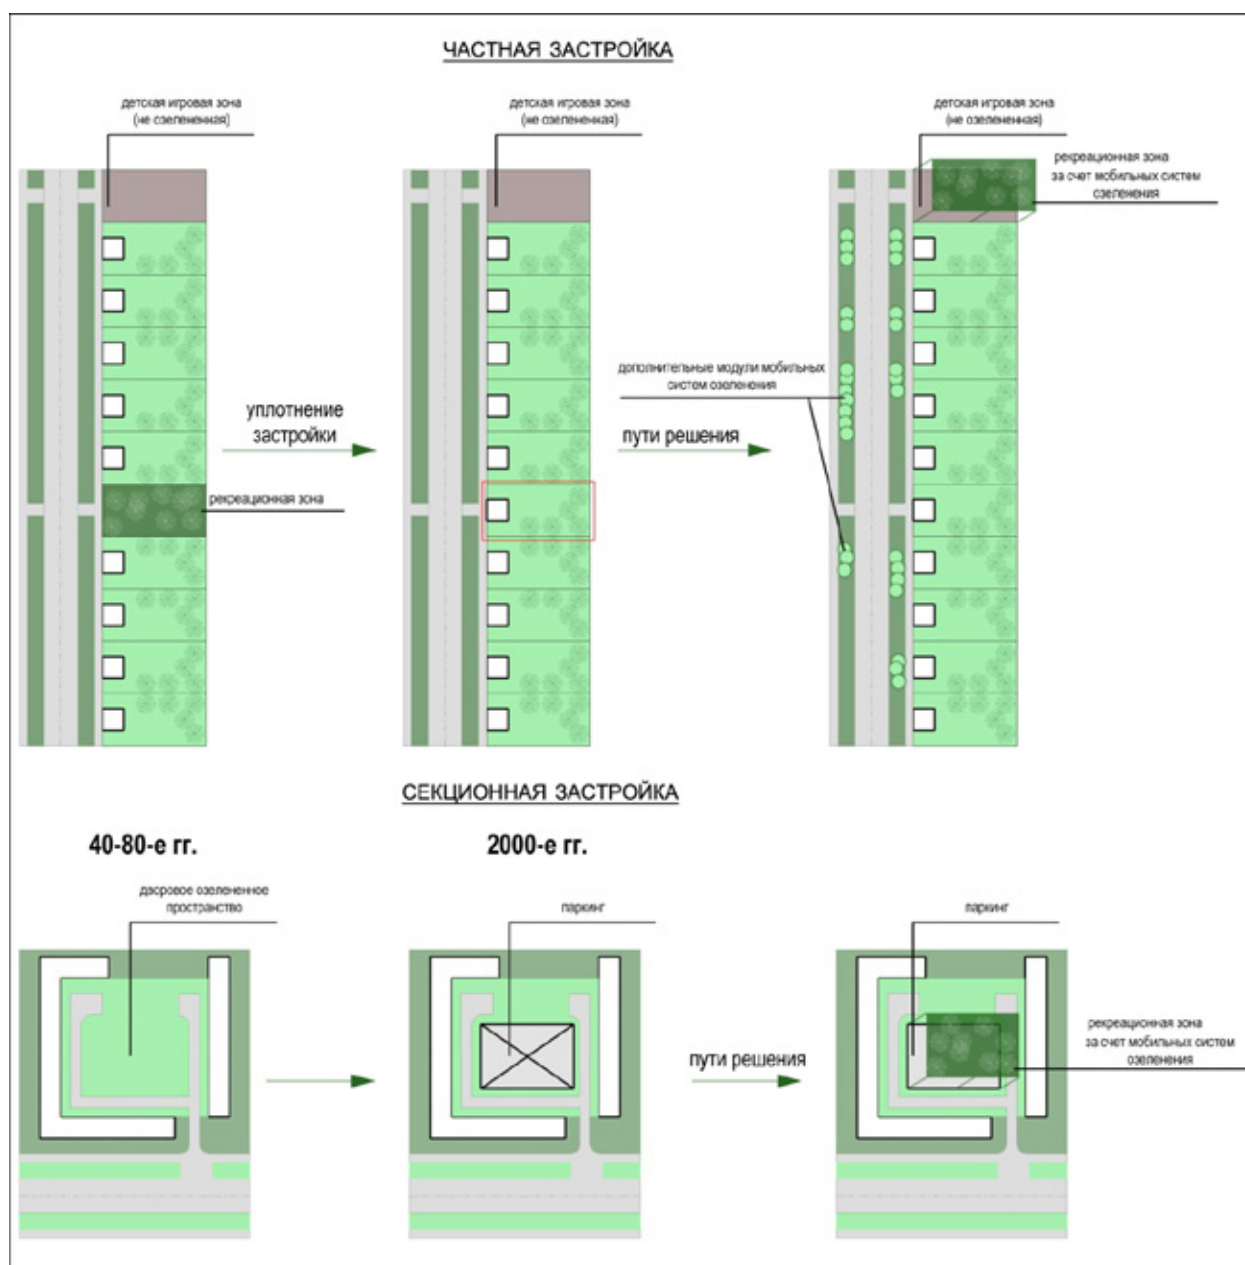 ЧАСТНАЯ ЗАСТРОЙКА
детская игровая зона
(не озелененная)
детская игровая зона
(не озелененная)
детская игровая зона
(не озелененная)
рекреационная зона
за счет мобильных систем
озеленения
дополнительные модули мобильных
систем озеленения
уплотнение
застройки
пути решения
рекреационная зона
СЕКЦИОННАЯ ЗАСТРОЙКА
40-80-е гг.
2000-е гг.
дворовое озелененное
пространство
паркинг
паркинг
рекреационная зона
за счет мобильных систем
озеленения
пути решения